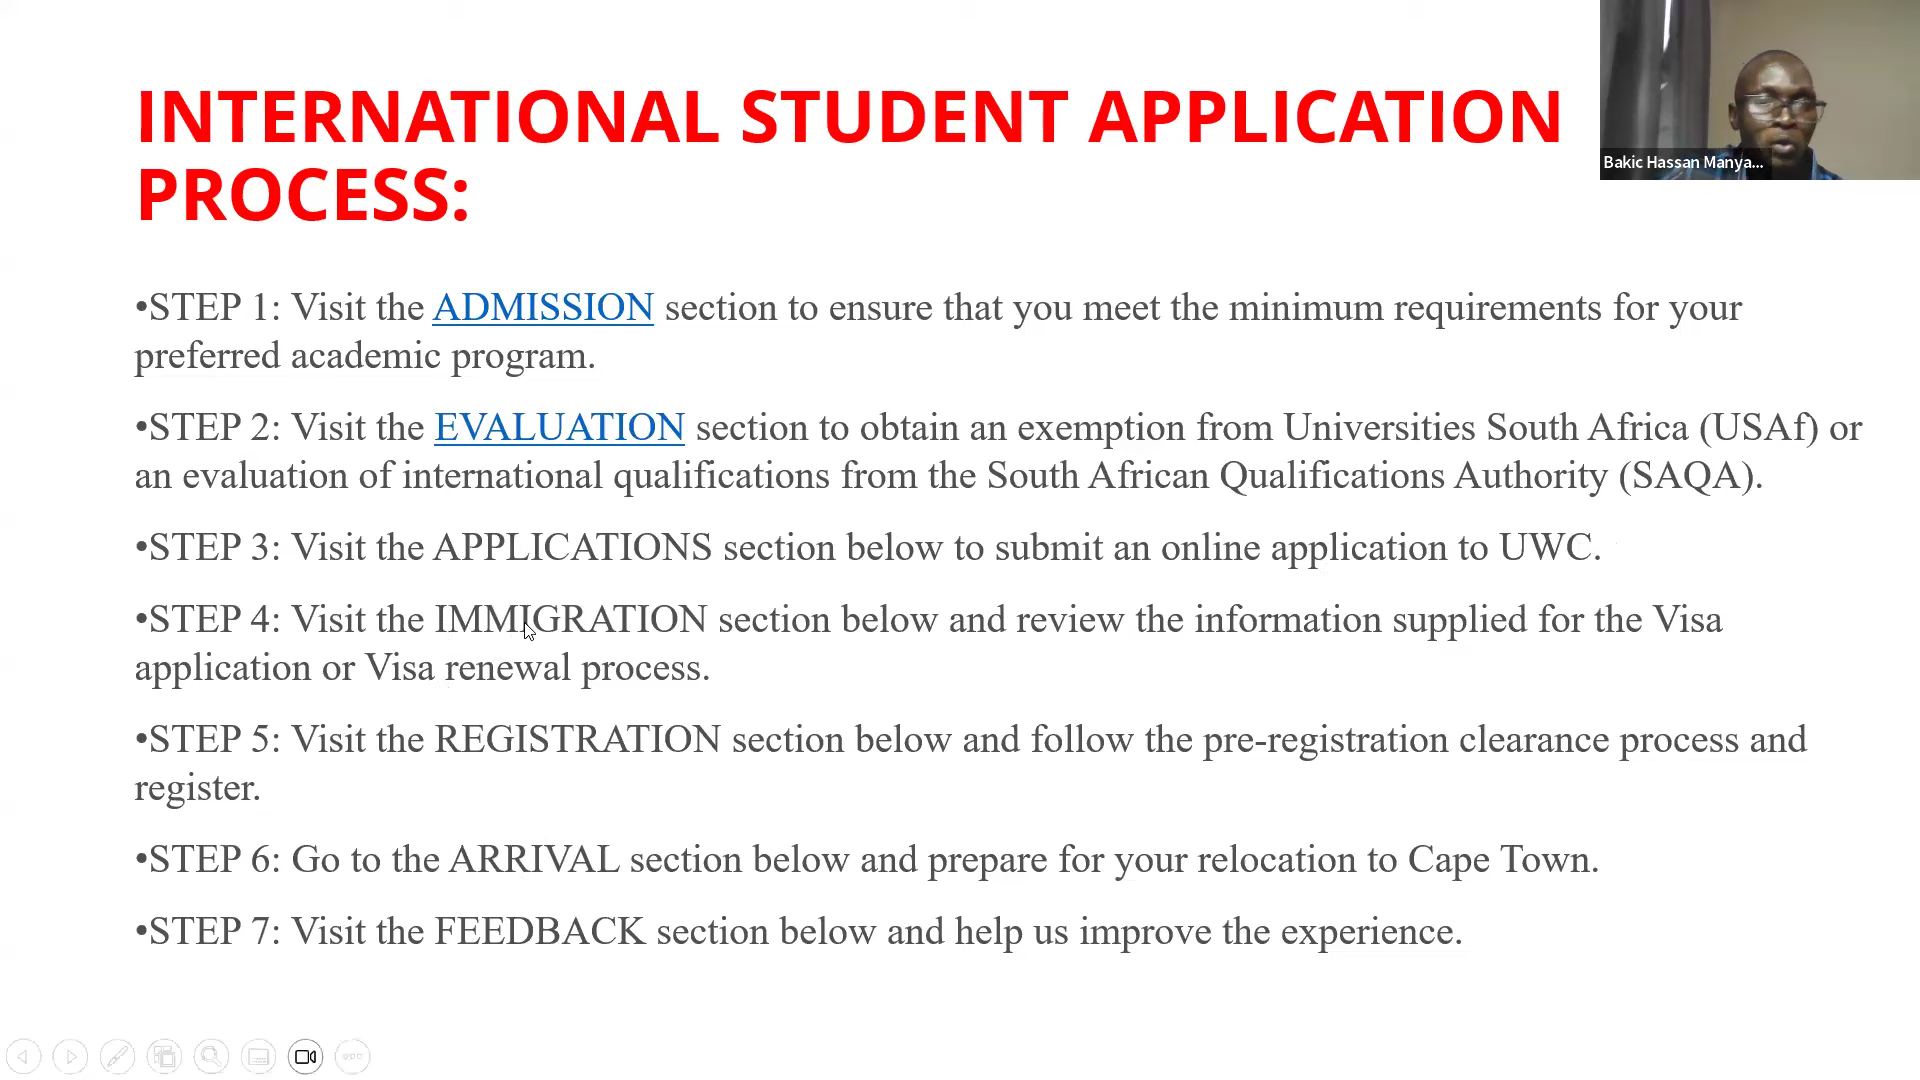 INTERNATIONAL STUDENT APPLICATION
PROCESS:
Bakic Hassan Manya...
•STEP 1: Visit the ADMISSION section to ensure that you meet the minimum requirements for your
preferred academic program.
•STEP 2: Visit the EVALUATION section to obtain an exemption from Universities South Africa (USAf) or
an evaluation of international qualifications from the South African Qualifications Authority (SAQA).
•STEP 3: Visit the APPLICATIONS section below to submit an online application to UWC.
•STEP 4: Visit the IMMIGRATION section below and review the information supplied for the Visa
application or Visa renewal process.
•STEP 5: Visit the REGISTRATION section below and follow the pre-registration clearance process and
register.
•STEP 6: Go to the ARRIVAL section below and prepare for your relocation to Cape Town.
•STEP 7: Visit the FEEDBACK section below and help us improve the experience.